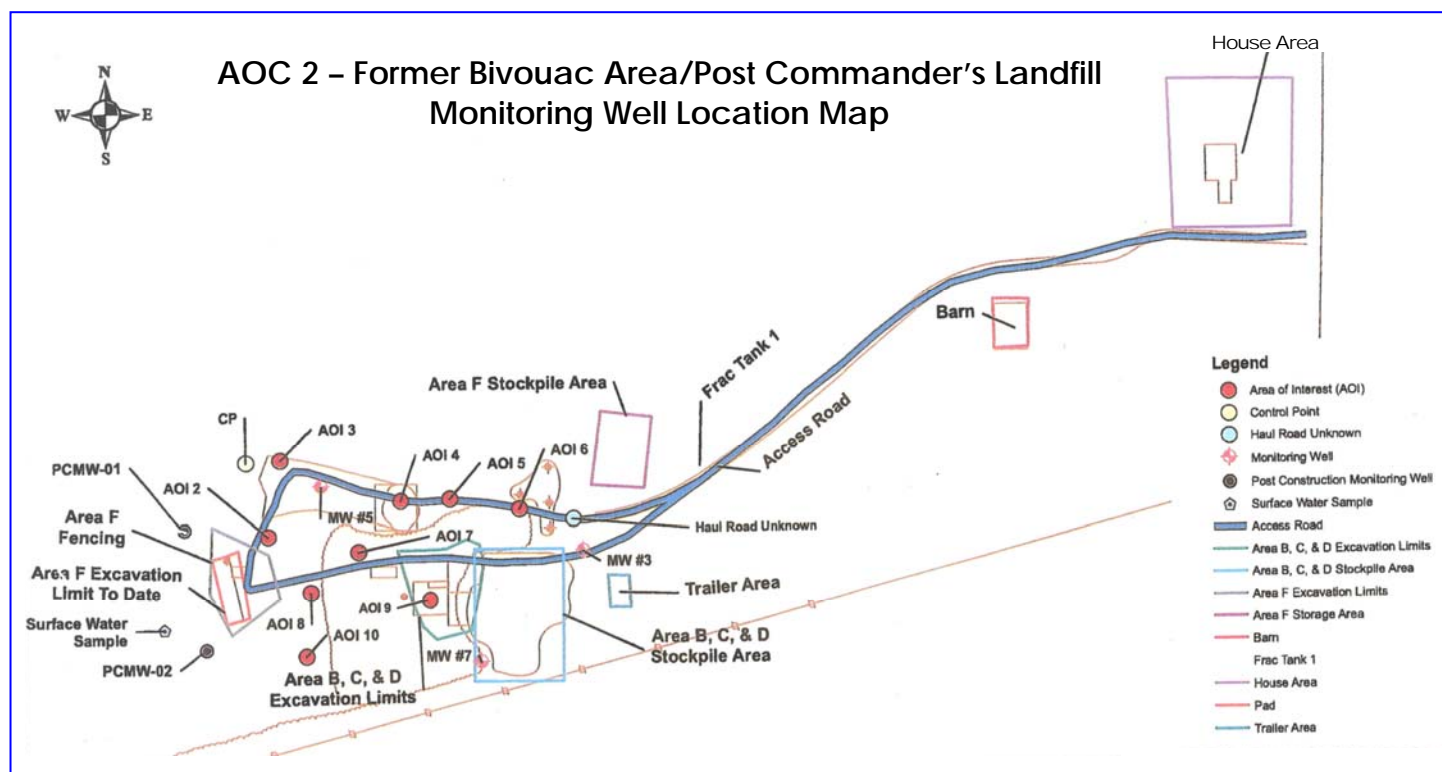 House Area
AOC 2 – Former Bivouac Area/Post Commander's Landfill
Monitoring Well Location Map
N
W
E
S
Barn
Frac Tank 1
Area F Stockpile Area
Access Road
CP
AOI 3
AOI 4
AOI 5
AOI 6
PCMW-01
AOI 2
MW #5
Haul Road Unknown
Area F
Fencing
AOI 7
MW #3
Area F Excavation
Limit To Date
Trailer Area
AOI 9
AOI 8
Surface Water
Sample
AOI 10
Area B, C, & D
Stockpile Area
MW #7
PCMW-02
Area B, C, & D
Excavation Limits
Legend
Area of Interest (AOI)
Control Point
Haul Road Unknown
Monitoring Well
Post Construction Monitoring Well
Surface Water Sample
Access Road
Area B, C, & D Excavation Limits
Area B, C, & D Stockpile Area
Area F Excavation Limits
Area F Storage Area
Barn
Frac Tank 1
House Area
Pad
Trailer Area